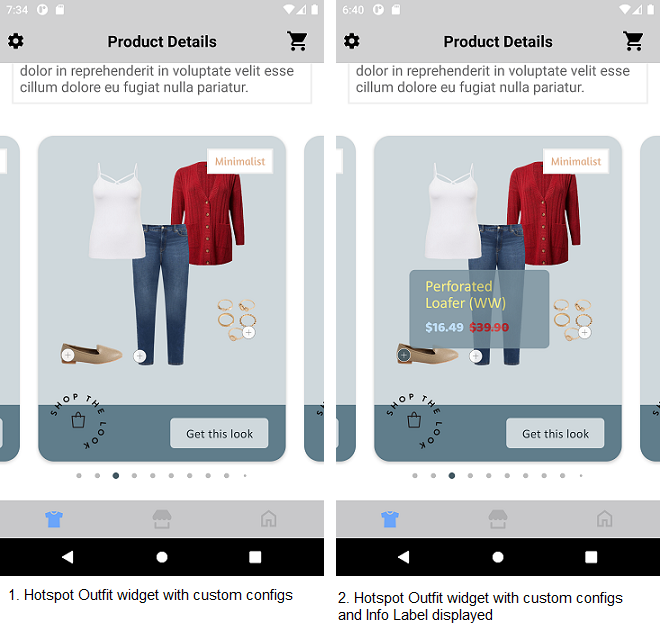 7:34
Product Details
dolor in reprehenderit in voluptate velit esse
cillum dolore eu fugiat nulla pariatur.
Minimalist
SHOP THE LOOK
Get this look
1. Hotspot Outfit widget with custom configs
6:40
Product Details
dolor in reprehenderit in voluptate velit esse
cillum dolore eu fugiat nulla pariatur.
Minimalist
Perforated
Loafer (WW)
$16.49 $39.90
SHOP THE LOOK
Get this look
2. Hotspot Outfit widget with custom configs
and Info Label displayed